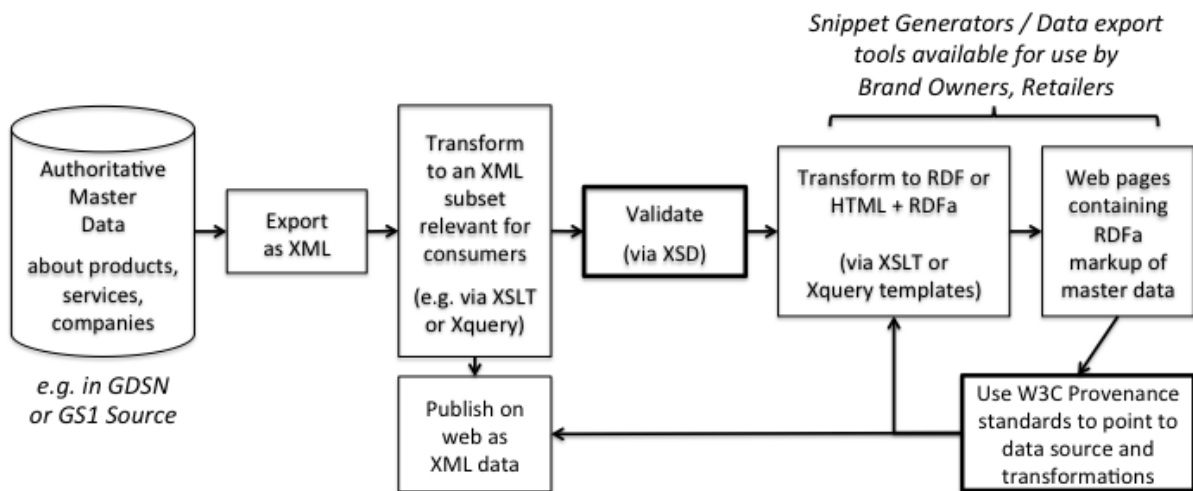 Snippet Generators / Data export
tools available for use by
Brand Owners, Retailers
Authoritative
Master
Data
about products,
services,
companies
e.g. in GDSN
or GS1 Source
Export
as XML
Transform
to an XML
subset
relevant for
consumers
(e.g. via XSLT
or Xquery)
Publish on
web as
XML data
Validate
(via XSD)
Transform to RDF or
HTML + RDFa
(via XSLT or
Xquery templates)
Web pages
containing
RDFa
markup of
master data
Use W3C Provenance
standards to point to
data source and
transformations